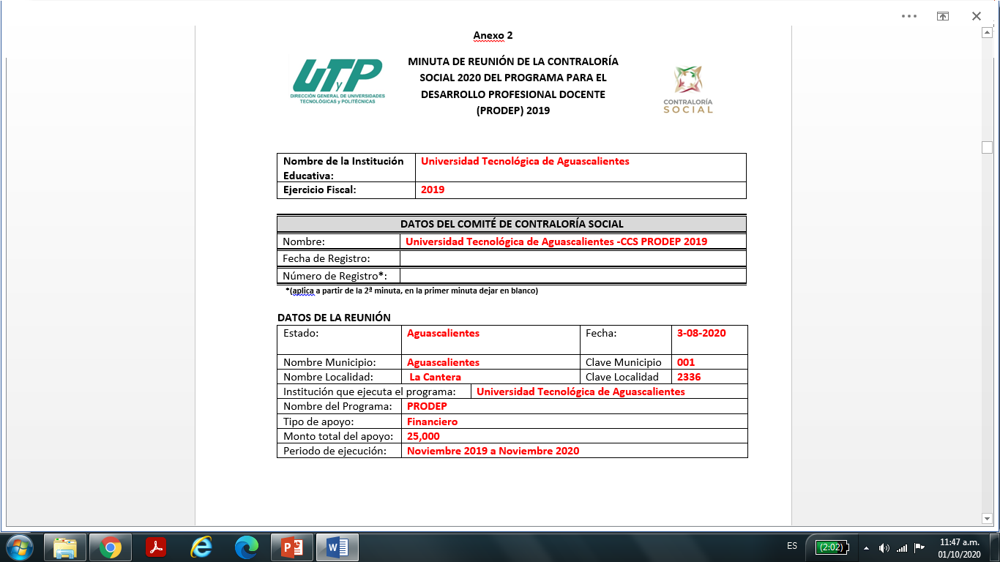 Anexo 2
UTyP
DIRECCIÓN GENERAL DE UNIVERSIDADES
TECNOLÓGICAS y POLITÉCNICAS
MINUTA DE REUNIÓN DE LA CONTRALORÍA
SOCIAL 2020 DEL PROGRAMA PARA EL
DESARROLLO PROFESIONAL DOCENTE
(PRODEP) 2019
CONTRALORÍA
SOCIAL
Nombre de la Institución
Educativa:
Universidad Tecnológica de Aguascalientes
Ejercicio Fiscal: 2019
DATOS DEL COMITÉ DE CONTRALORÍA SOCIAL
Nombre: Universidad Tecnológica de Aguascalientes -CCS PRODEP 2019
Fecha de Registro:
Número de Registro*:
*(aplica a partir de la 2ª minuta, en la primer minuta dejar en blanco)
DATOS DE LA REUNIÓN
Estado: Aguascalientes Fecha: 3-08-2020
Nombre Municipio: Aguascalientes Clave Municipio 001
Nombre Localidad: La Cantera Clave Localidad 2336
Institución que ejecuta el programa: Universidad Tecnológica de Aguascalientes
Nombre del Programa: PRODEP
Tipo de apoyo: Financiero
Monto total del apoyo: 25,000
Periodo de ejecución: Noviembre 2019 a Noviembre 2020
ES
(2:02)
11:47 a.m.
01/10/2020